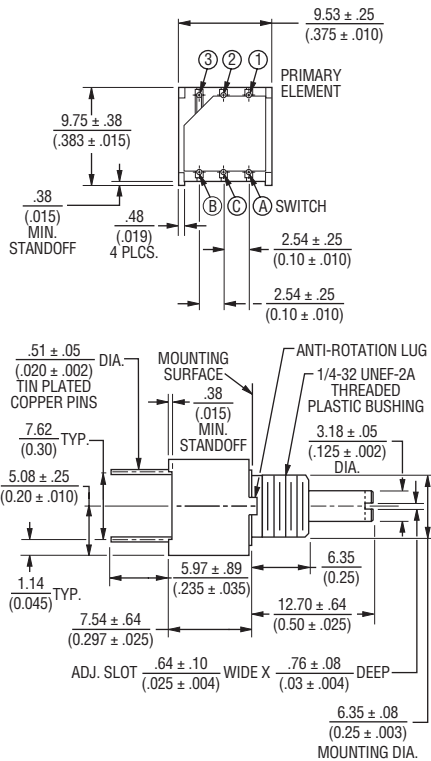 9.53 ± .25
(.375 ± .010)
3
2
1
PRIMARY
ELEMENT
9.75 ± .38
(.383 ± .015)
.38
(.015)
MIN.
STANDOFF
.48
(.019)
4 PLCS.
B
C
A
SWITCH
2.54 ± .25
(0.10 ± .010)
2.54 ± .25
(0.10 ± .010)
.51 ± .05
(.020 ± .002)
DIA.
TIN PLATED
COPPER PINS
MOUNTING
SURFACE
ANTI-ROTATION LUG
1/4-32 UNEF-2A
THREADED
PLASTIC BUSHING
.38
(.015)
MIN.
STANDOFF
7.62
(0.30)
TYP.
3.18 ± .05
(.125 ± .002)
DIA.
5.08 ± .25
(0.20 ± .010)
1.14
(0.045)
TYP.
5.97 ± .89
(.235 ± .035)
6.35
(0.25)
7.54 ± .64
(0.297 ± .025)
12.70 ± .64
(0.50 ± .025)
ADJ. SLOT
.64 ± .10
(.025 ± .004)
WIDE X
.76 ± .08
(.03 ± .004)
DEEP
6.35 ± .08
(0.25 ± .003)
MOUNTING DIA.